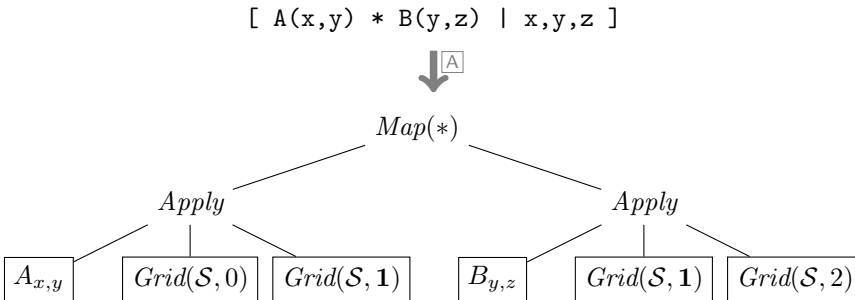 [ A(x,y) * B(y,z) | x,y,z ]
A
Map(*)
Apply Apply
A_{x,y} Grid(𝒮, 0) Grid(𝒮, 𝟏) B_{y,z} Grid(𝒮, 𝟏) Grid(𝒮, 2)